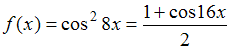 f(x) = cos² 8x = (1 + cos16x)/2